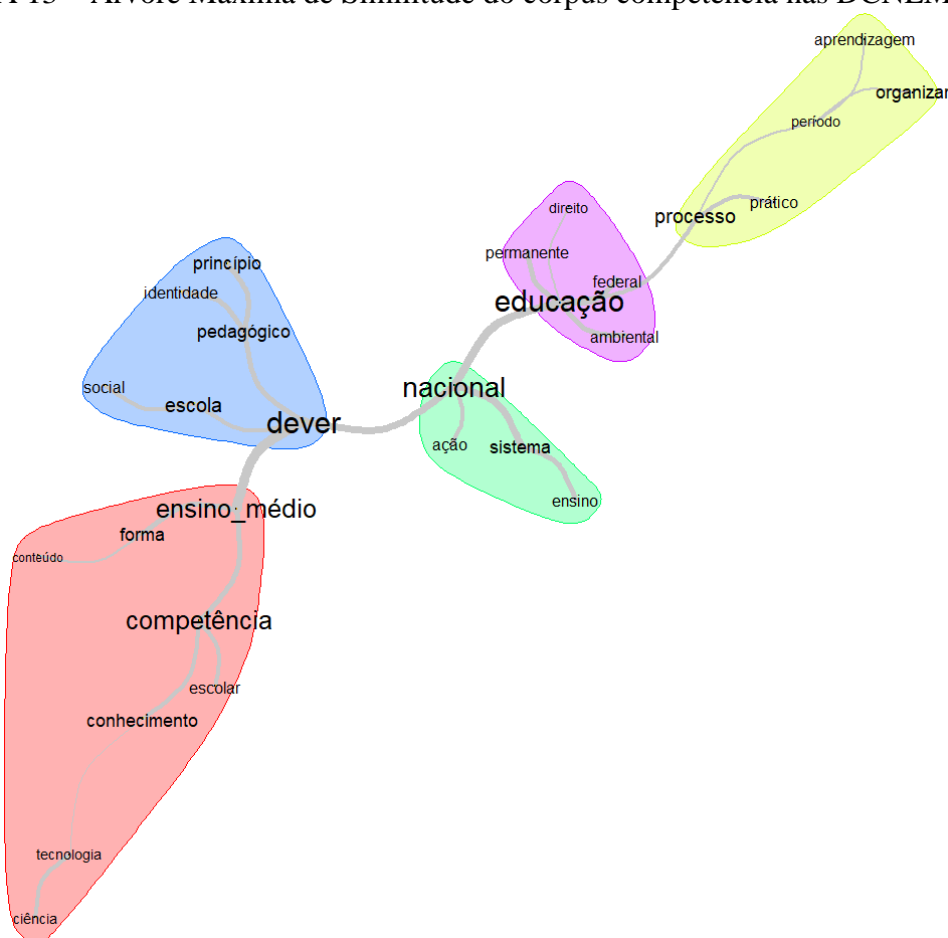 Árvore Máxima de Similitude do corpus competência nas DCNEM
aprendizagem
organizar
período
prático
processo
direito
permanente
federal
educação
ambiental
princípio
identidade
pedagógico
social
escola
dever
nacional
ação
sistema
ensino
ensino_médio
forma
conteúdo
competência
escolar
conhecimento
tecnologia
ciência